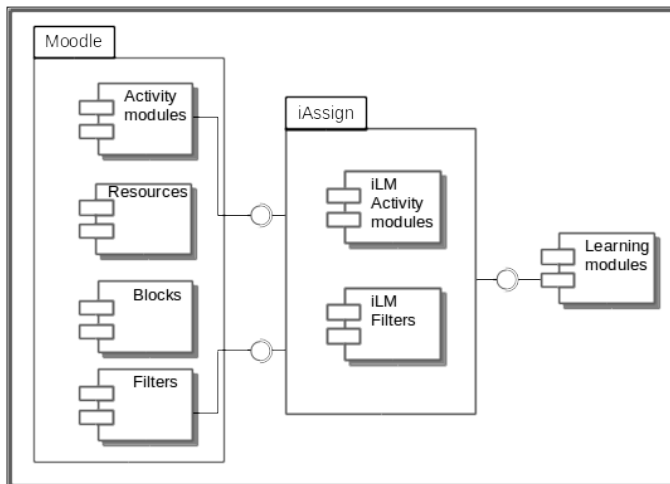 Moodle
Activity
modules
Resources
Blocks
Filters
iAssign
iLM
Activity
modules
iLM
Filters
Learning
modules